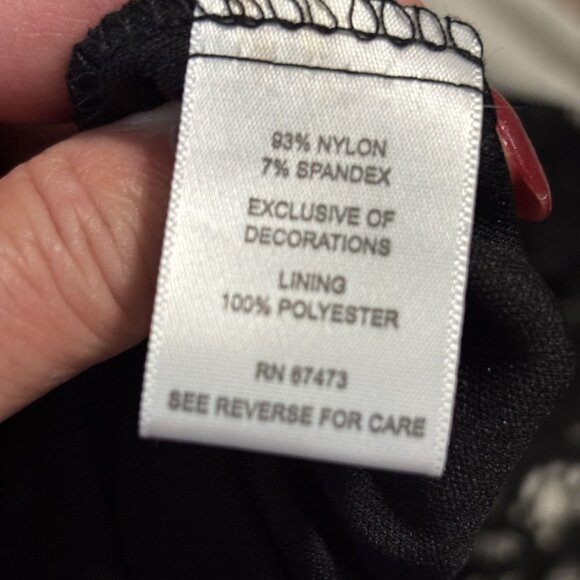 93% NYLON
7% SPANDEX
EXCLUSIVE OF
DECORATIONS
LINING
100% POLYESTER
RN 67473
SEE REVERSE FOR CARE